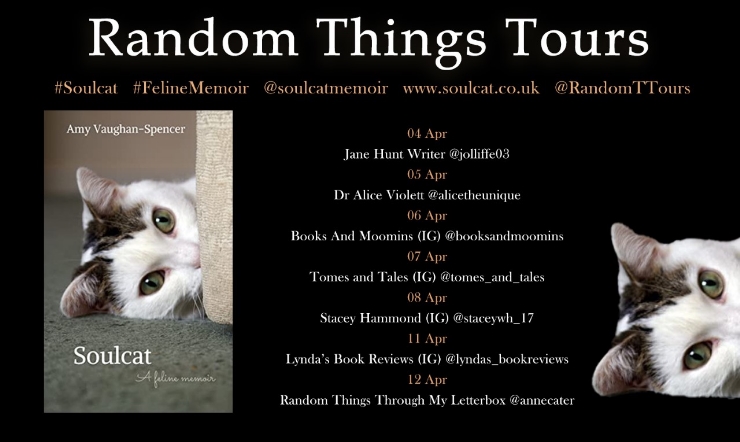 Random Things Tours
#Soulcat #FelineMemoir @soulcatmemoir www.soulcat.co.uk @RandomTTours
Amy Vaughan-Spencer
Soulcat
A feline memoir
04 Apr
Jane Hunt Writer @jolliffe03
05 Apr
Dr Alice Violett @alicetheunique
06 Apr
Books And Moomins (IG) @booksandmoomins
07 Apr
Tomes and Tales (IG) @tomes_and_tales
08 Apr
Stacey Hammond (IG) @staceywh_17
11 Apr
Lynda's Book Reviews (IG) @lyndas_bookreviews
12 Apr
Random Things Through My Letterbox @annecater